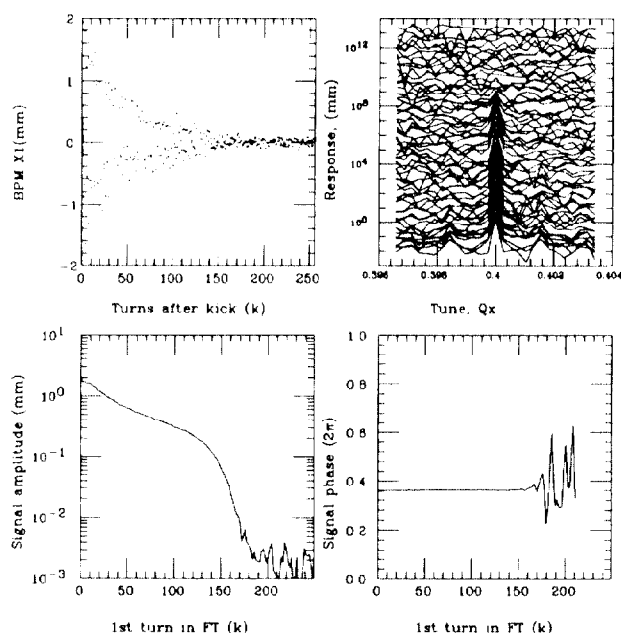 2
1
0
-1
-2
BPM X1(mm)
0 50 100 150 200 250
Turns after kick (k)
10^12
10^8
10^4
10^0
Response, (mm)
0.396 0.398 0.4 0.402 0.404
Tune, Qx
10^1
10^0
10^-1
10^-2
10^-3
Signal amplitude (mm)
0 50 100 150 200
1st turn in FT (k)
1 0
0 8
0 6
0 4
0 2
0 0
Signal phase (2π)
0 50 100 150 200
1st turn in FT (k)